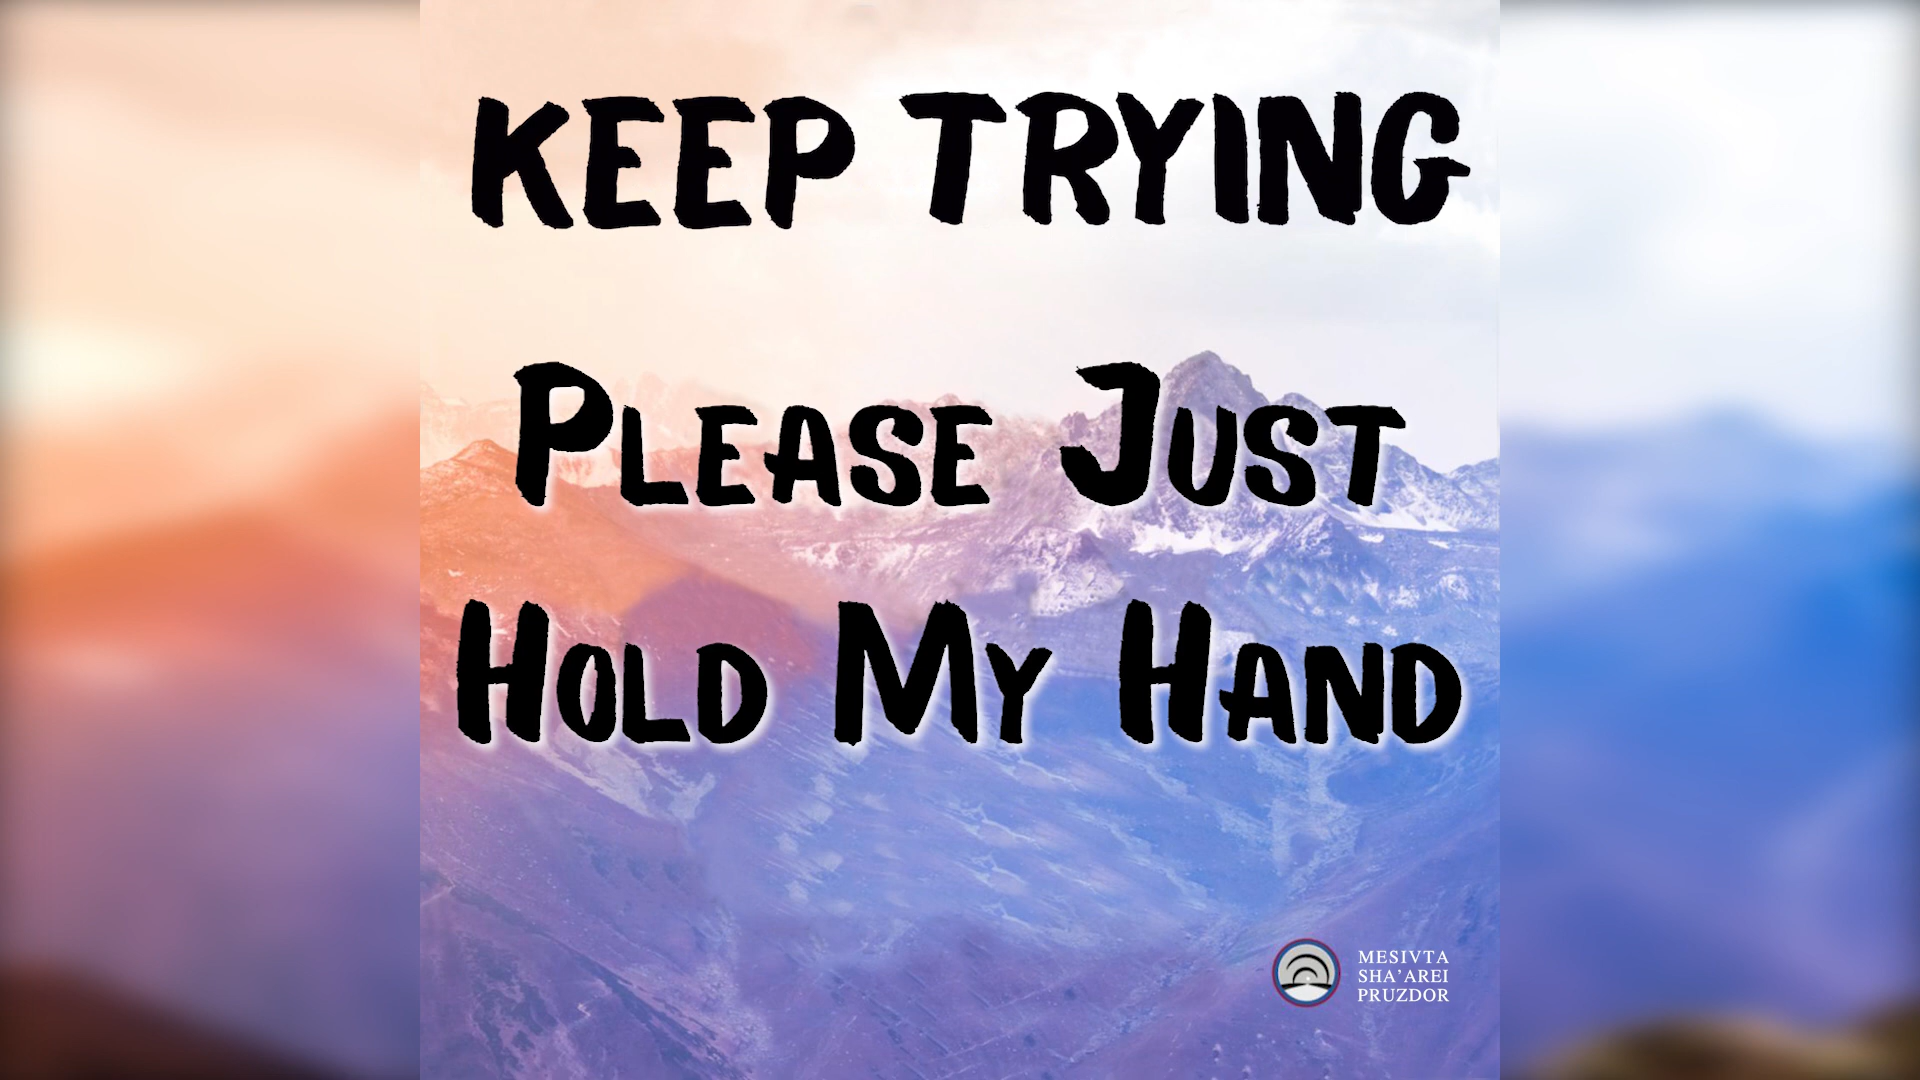 KEEP TRYING
PLEASE JUST
HOLD MY HAND
MESIVTA
SHA'AREI
PRUZDOR